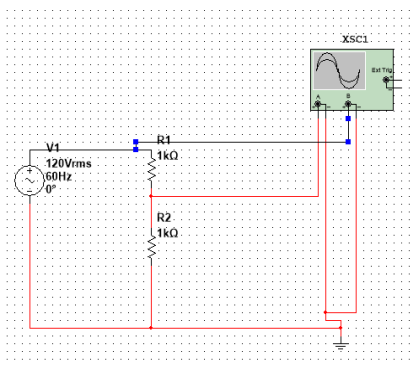 XSC1
Ext Trig
+
-
A
B
+
-
+
-
V1
120Vrms
60Hz
0°
R1
1kΩ
R2
1kΩ